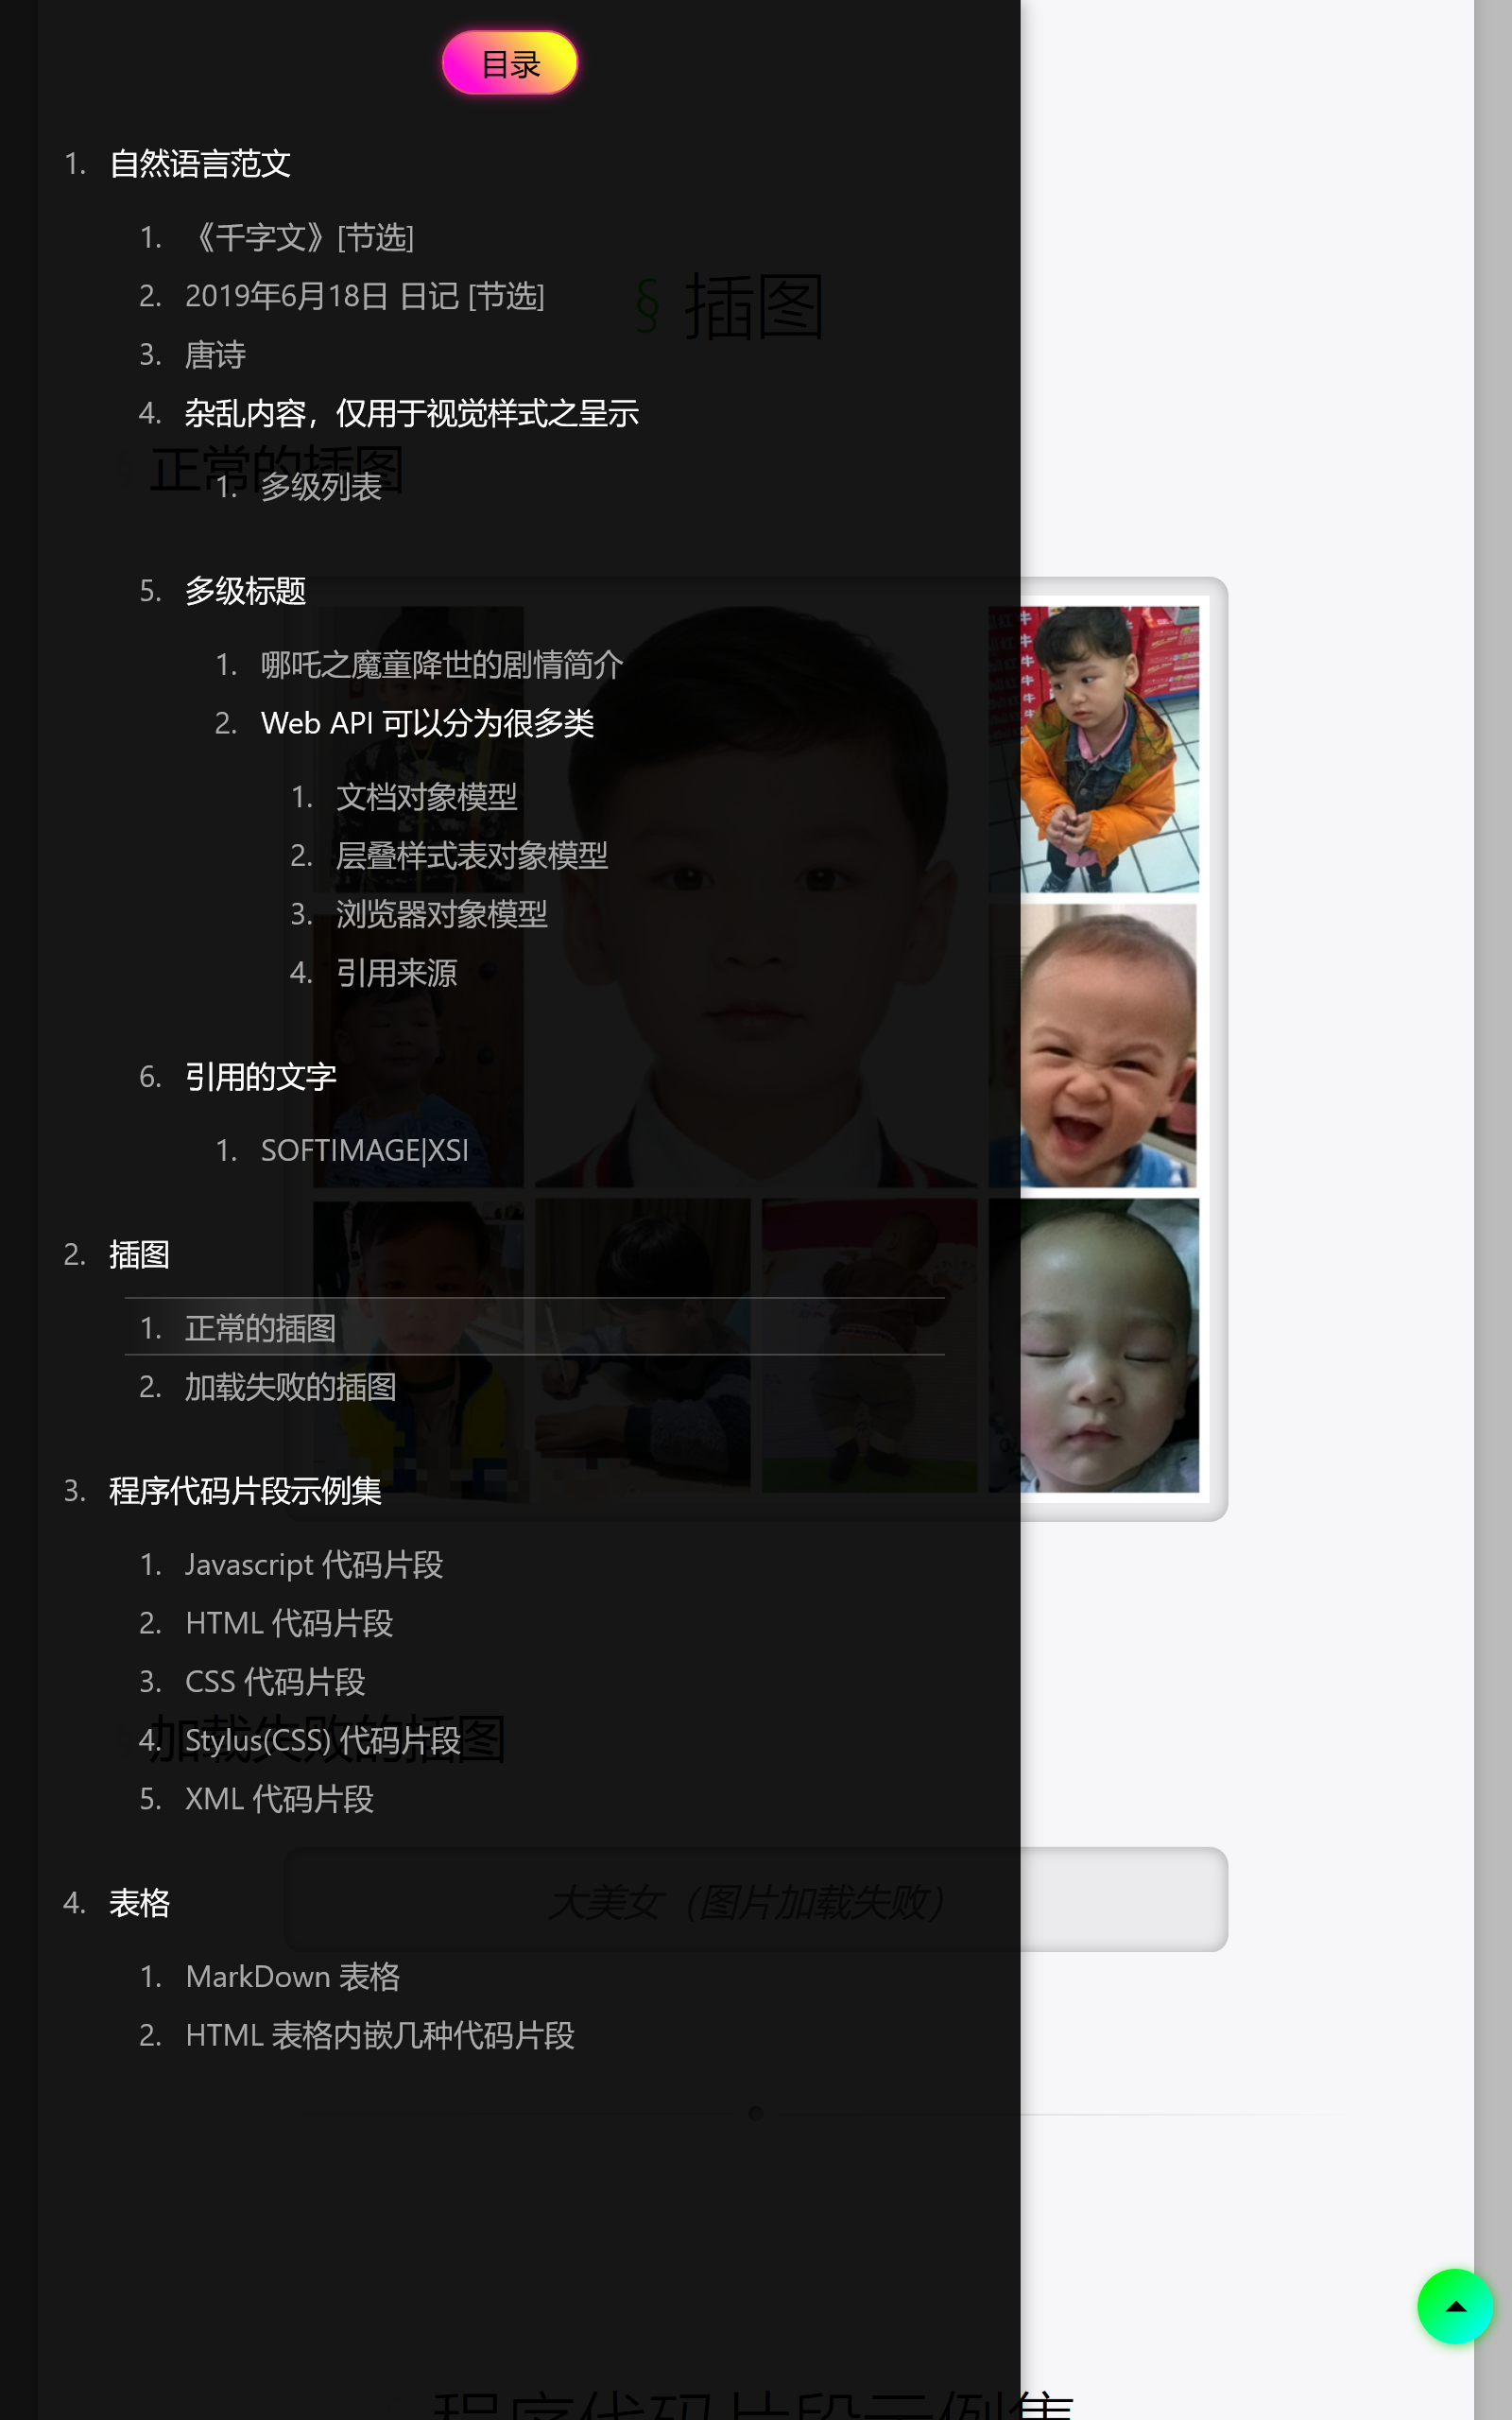 目录
1. 自然语言范文
1. 《千字文》[节选]
2. 2019年6月18日 日记 [节选]
§ 插图
3. 唐诗
4. 杂乱内容，仅用于视觉样式之呈示
正常的插图
1. 多级列表
5. 多级标题
1. 哪吒之魔童降世的剧情简介
2. Web API 可以分为很多类
1. 文档对象模型
2. 层叠样式表对象模型
3. 浏览器对象模型
4. 引用来源
6. 引用的文字
1. SOFTIMAGE|XSI
2. 插图
1. 正常的插图
2. 加载失败的插图
3. 程序代码片段示例集
1. Javascript 代码片段
2. HTML 代码片段
3. CSS 代码片段
加载失败的插图
4. Stylus(CSS) 代码片段
5. XML 代码片段
4. 表格
大美女（图片加载失败）
1. MarkDown 表格
2. HTML 表格内嵌几种代码片段
程序代码片段示例集